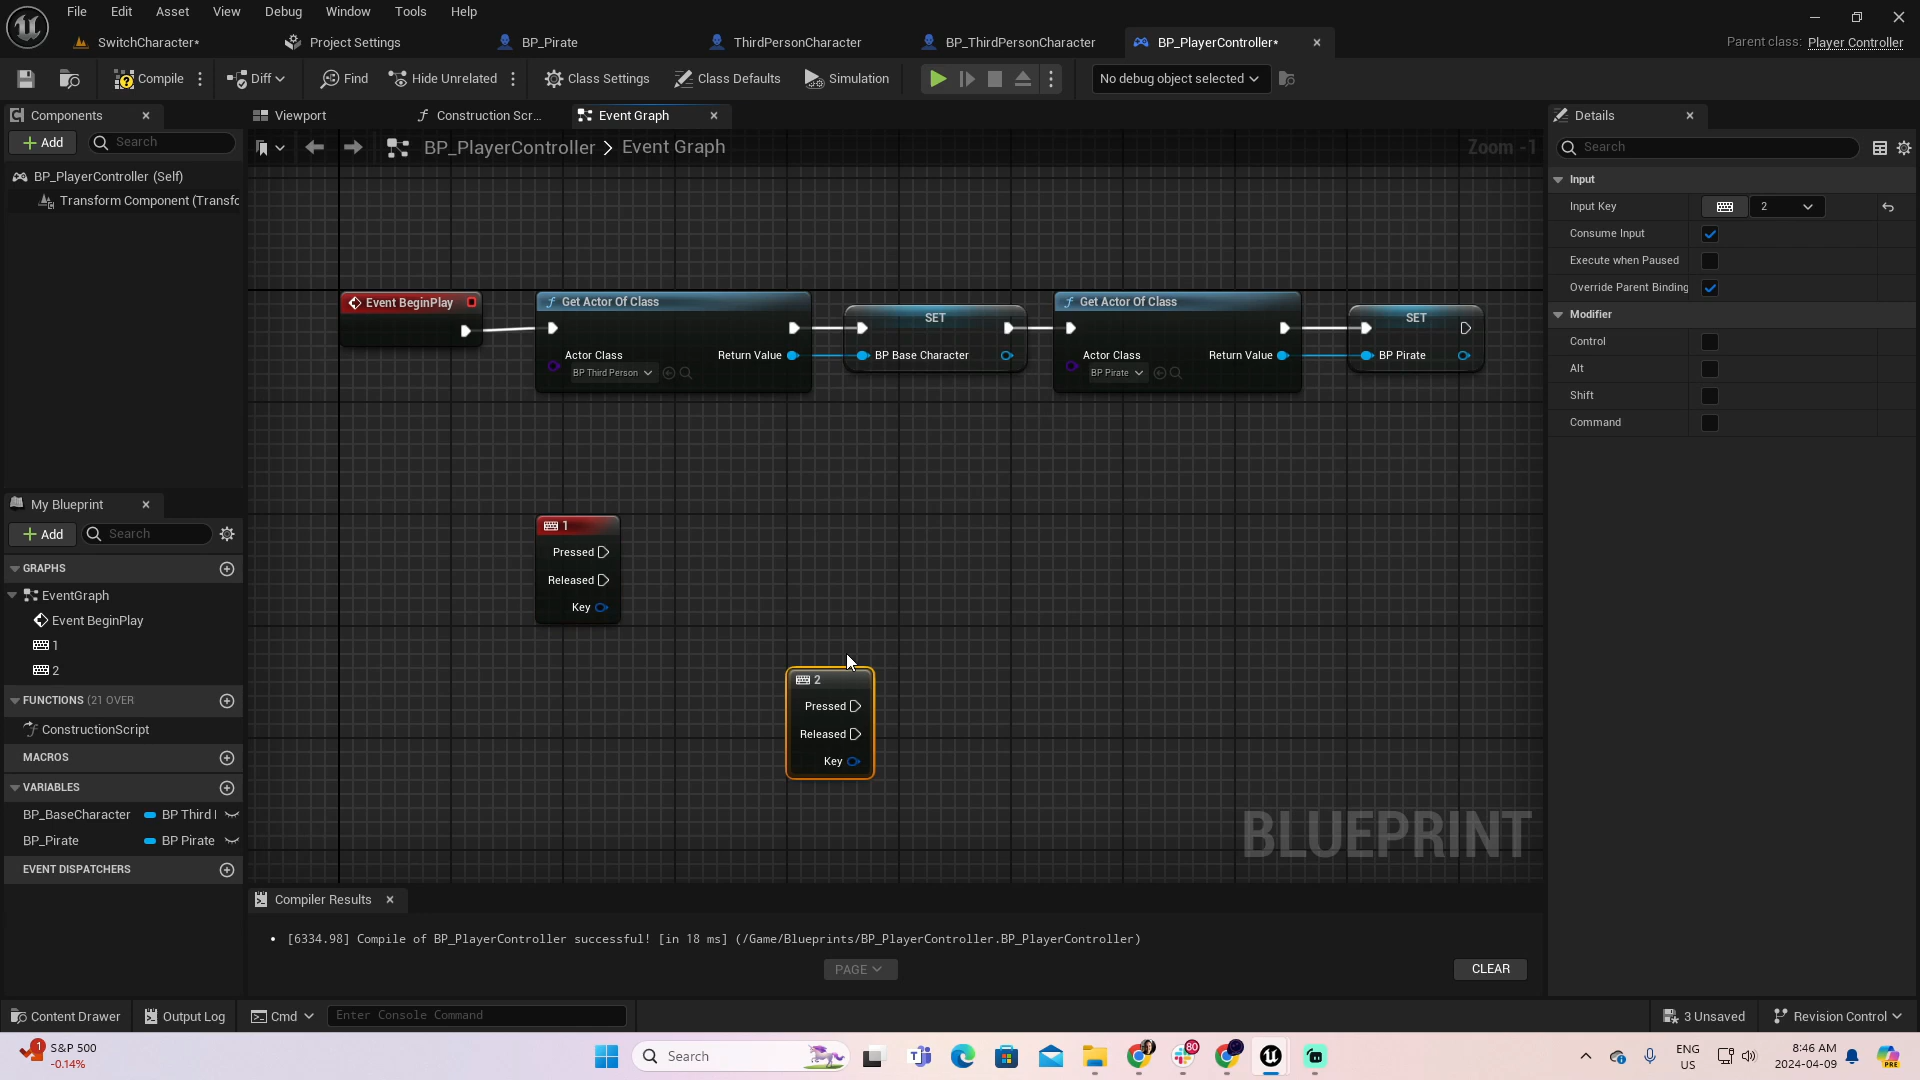 File Edit Asset View Debug Window Tools Help
SwitchCharacter* Project Settings BP_Pirate ThirdPersonCharacter BP_ThirdPersonCharacter BP_PlayerController* Parent class: Player Controller
Compile Diff Find Hide Unrelated Class Settings Class Defaults Simulation No debug object selected
Components Viewport Construction Scr... Event Graph Details
Add Search BP_PlayerController > Event Graph Zoom -1 Search
BP_PlayerController (Self)
Transform Component (Transfo
Input
Input Key 2
Consume Input
Execute when Paused
Override Parent Binding
Modifier
Control
Alt
Shift
Command
Event BeginPlay
Get Actor Of Class
Actor Class Return Value
BP Third Person
SET
BP Base Character
Get Actor Of Class
Actor Class Return Value
BP Pirate
SET
BP Pirate
1
Pressed
Released
Key
2
Pressed
Released
Key
BLUEPRINT
My Blueprint
Add Search
GRAPHS
EventGraph
Event BeginPlay
1
2
FUNCTIONS (21 OVER
ConstructionScript
MACROS
VARIABLES
BP_BaseCharacter BP Third
BP_Pirate BP Pirate
EVENT DISPATCHERS
Compiler Results
• [6334.98] Compile of BP_PlayerController successful! [in 18 ms] (/Game/Blueprints/BP_PlayerController.BP_PlayerController)
PAGE CLEAR
Content Drawer Output Log Cmd Enter Console Command 3 Unsaved Revision Control
1 S&P 500
-0.14%
Search
80
ENG
US
8:46 AM
2024-04-09
PRE